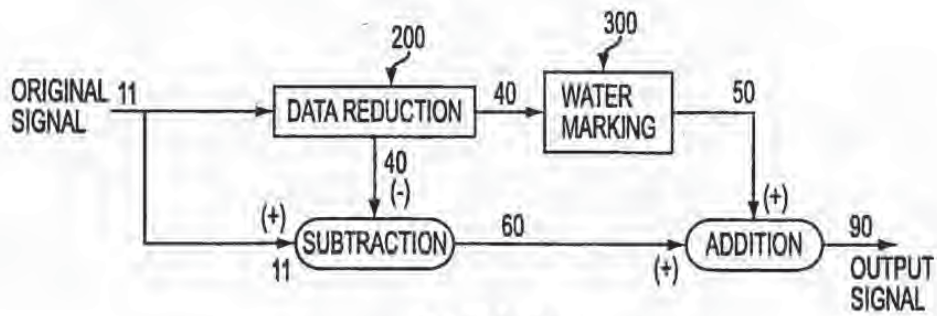 200
300
ORIGINAL
SIGNAL
11
DATA REDUCTION
40
WATER
MARKING
50
40
(-)
(+)
(+)
SUBTRACTION
60
ADDITION
90
11
(+)
OUTPUT
SIGNAL